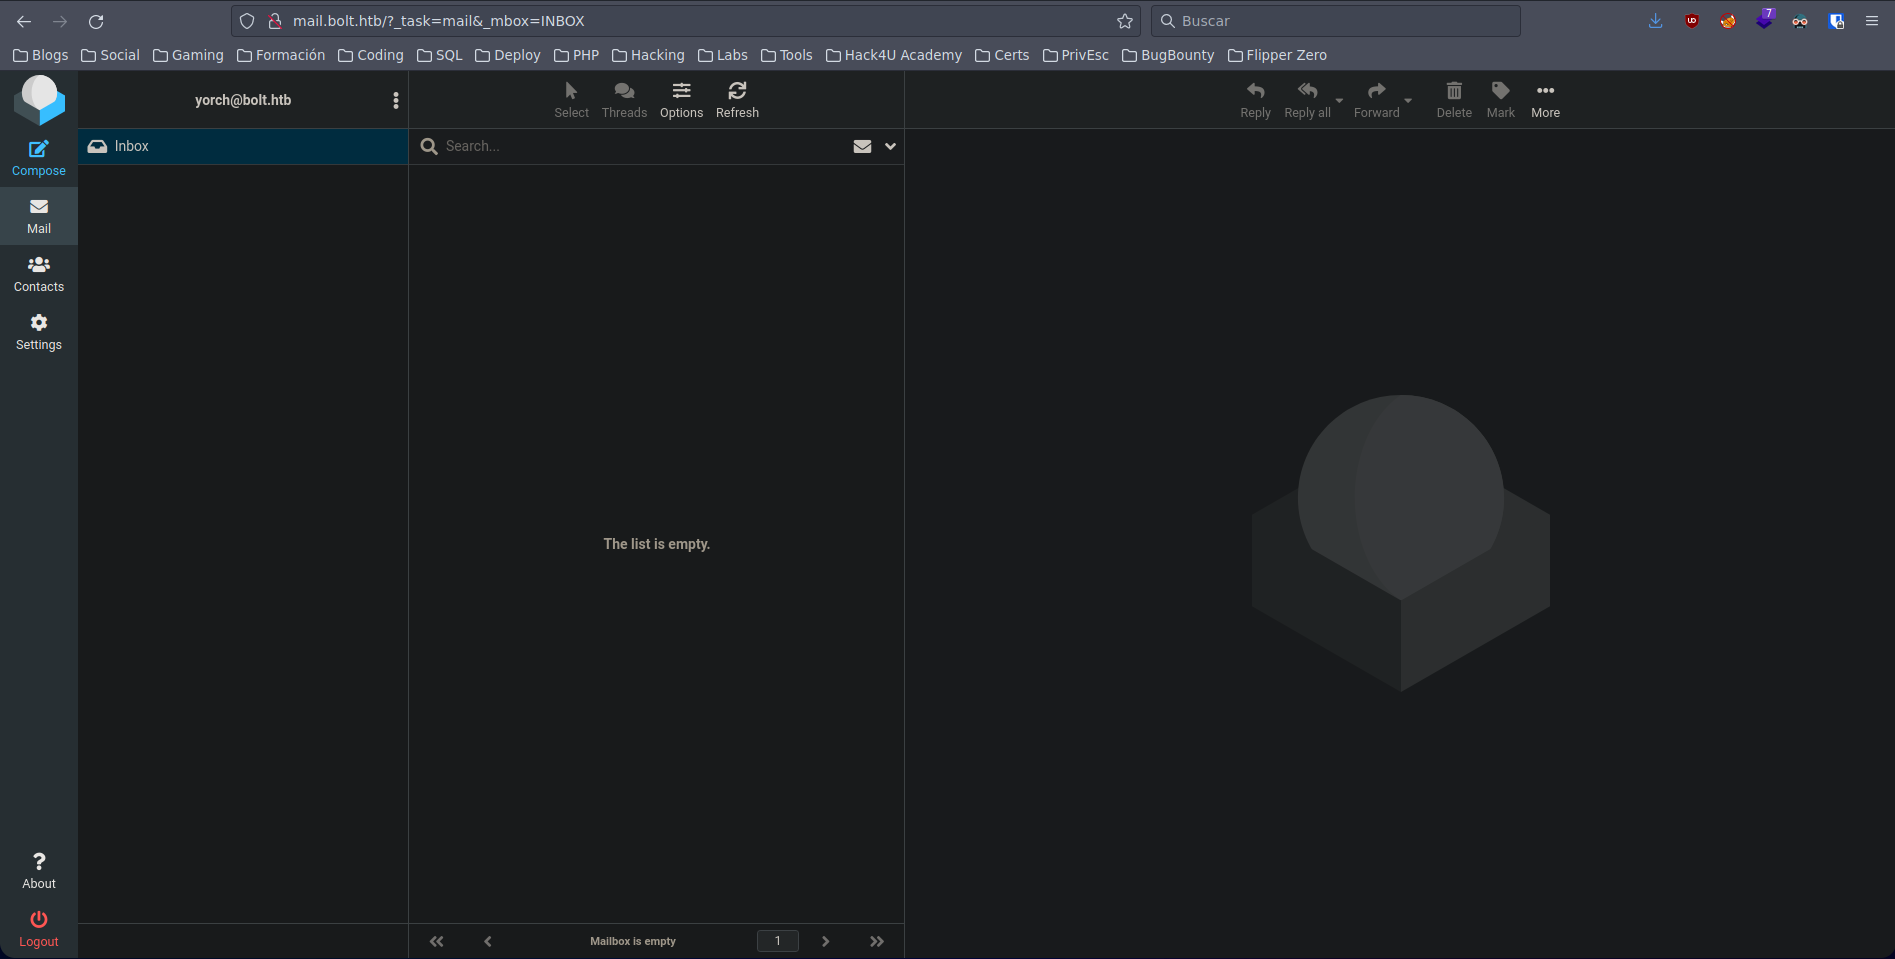 mail.bolt.htb/?_task=mail&_mbox=INBOX
Buscar
7
Blogs Social Gaming Formación Coding SQL Deploy PHP Hacking Labs Tools Hack4U Academy Certs PrivEsc BugBounty Flipper Zero
yorch@bolt.htb
Select Threads Options Refresh
Reply Reply all Forward Delete Mark More
Compose
Mail
Contacts
Settings
About
Logout
Inbox
Search...
The list is empty.
Mailbox is empty
1